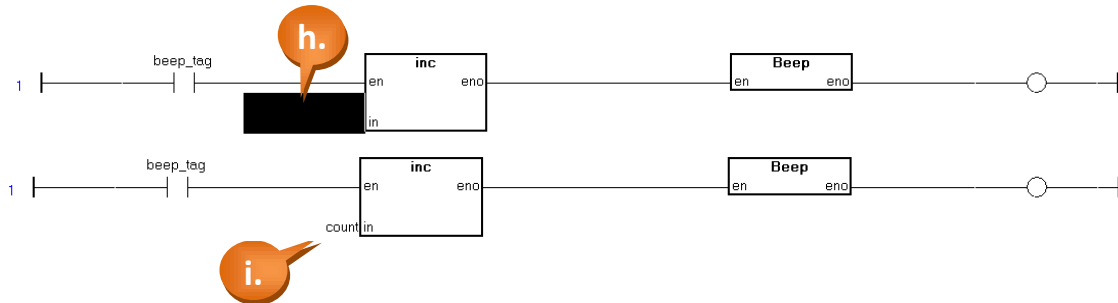 h.
beep_tag
inc
Beep
1
en eno
en eno
in
beep_tag
inc
Beep
1
en eno
en eno
count in
i.